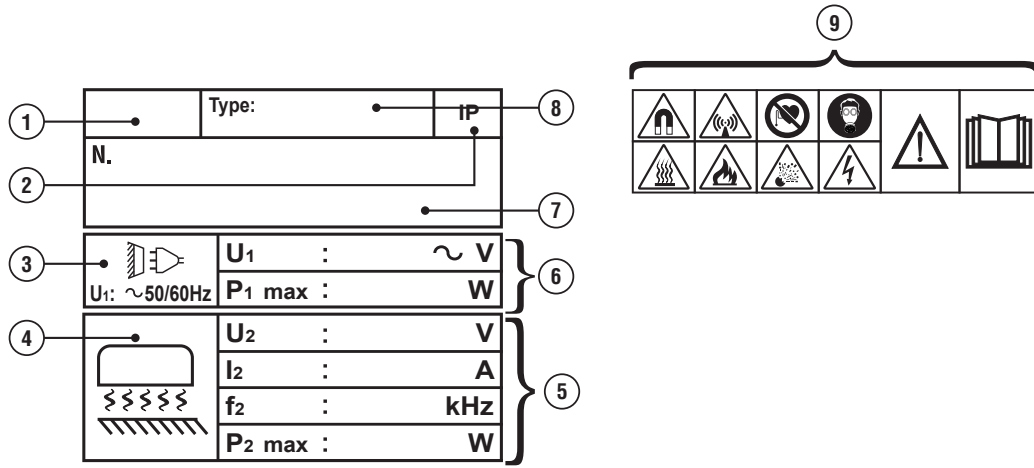 9
1
Type:
8
IP
N.
2
7
3
U1: ~50/60Hz
U1 : ~ V
P1 max : W
6
4
U2 : V
I2 : A
f2 : kHz
P2 max : W
5